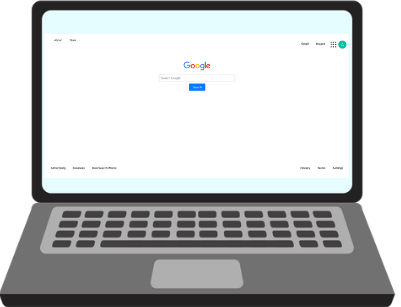 About Store
Gmail Images
Google
Search Google
Search
Advertising Business How Search Works
Privacy Terms Settings